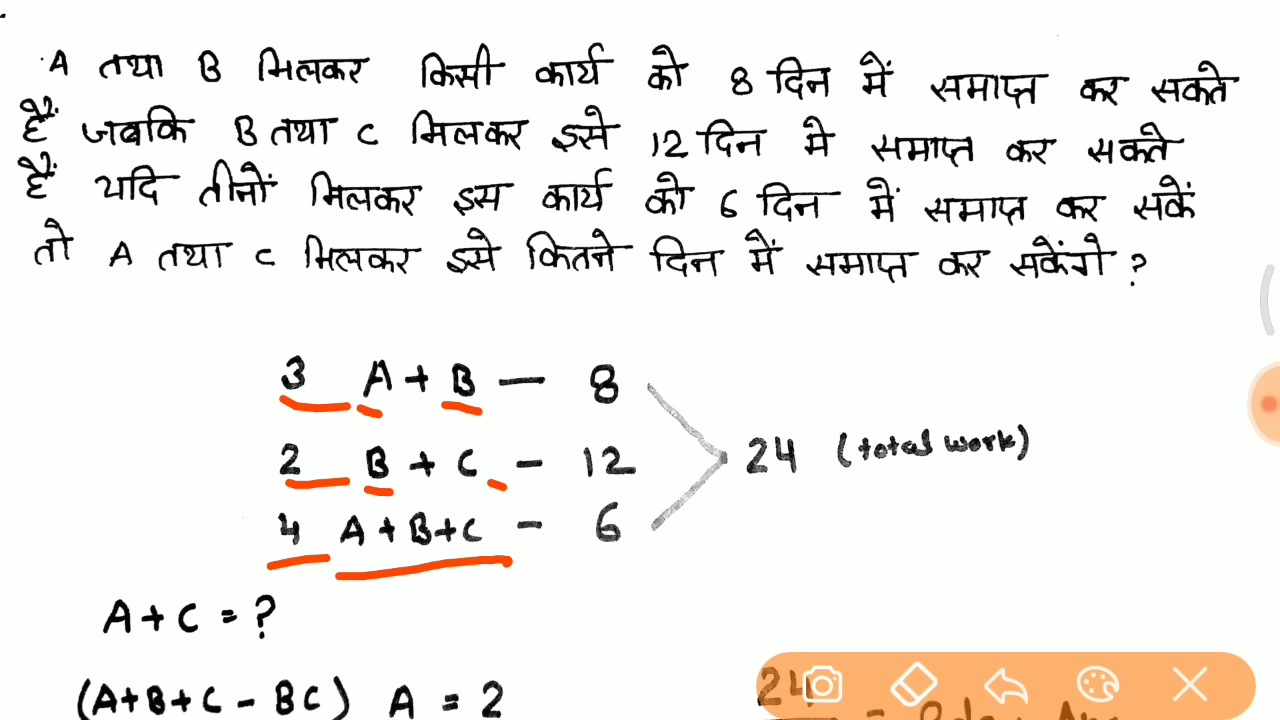 A तथा B मिलकर किसी कार्य को 8 दिन में समाप्त कर सकते
हैं जबकि B तथा C मिलकर इसे 12 दिन मे समाप्त कर सकते
हैं यदि तीनों मिलकर इस कार्य को 6 दिन में समाप्त कर सकें
तो A तथा C मिलकर इसे कितने दिन में समाप्त कर सकेंगे ?
3 A + B — 8
2 B + C - 12
24 (total work)
4 A + B + C - 6
A + C = ?
(A+B+C - BC) A = 2
24